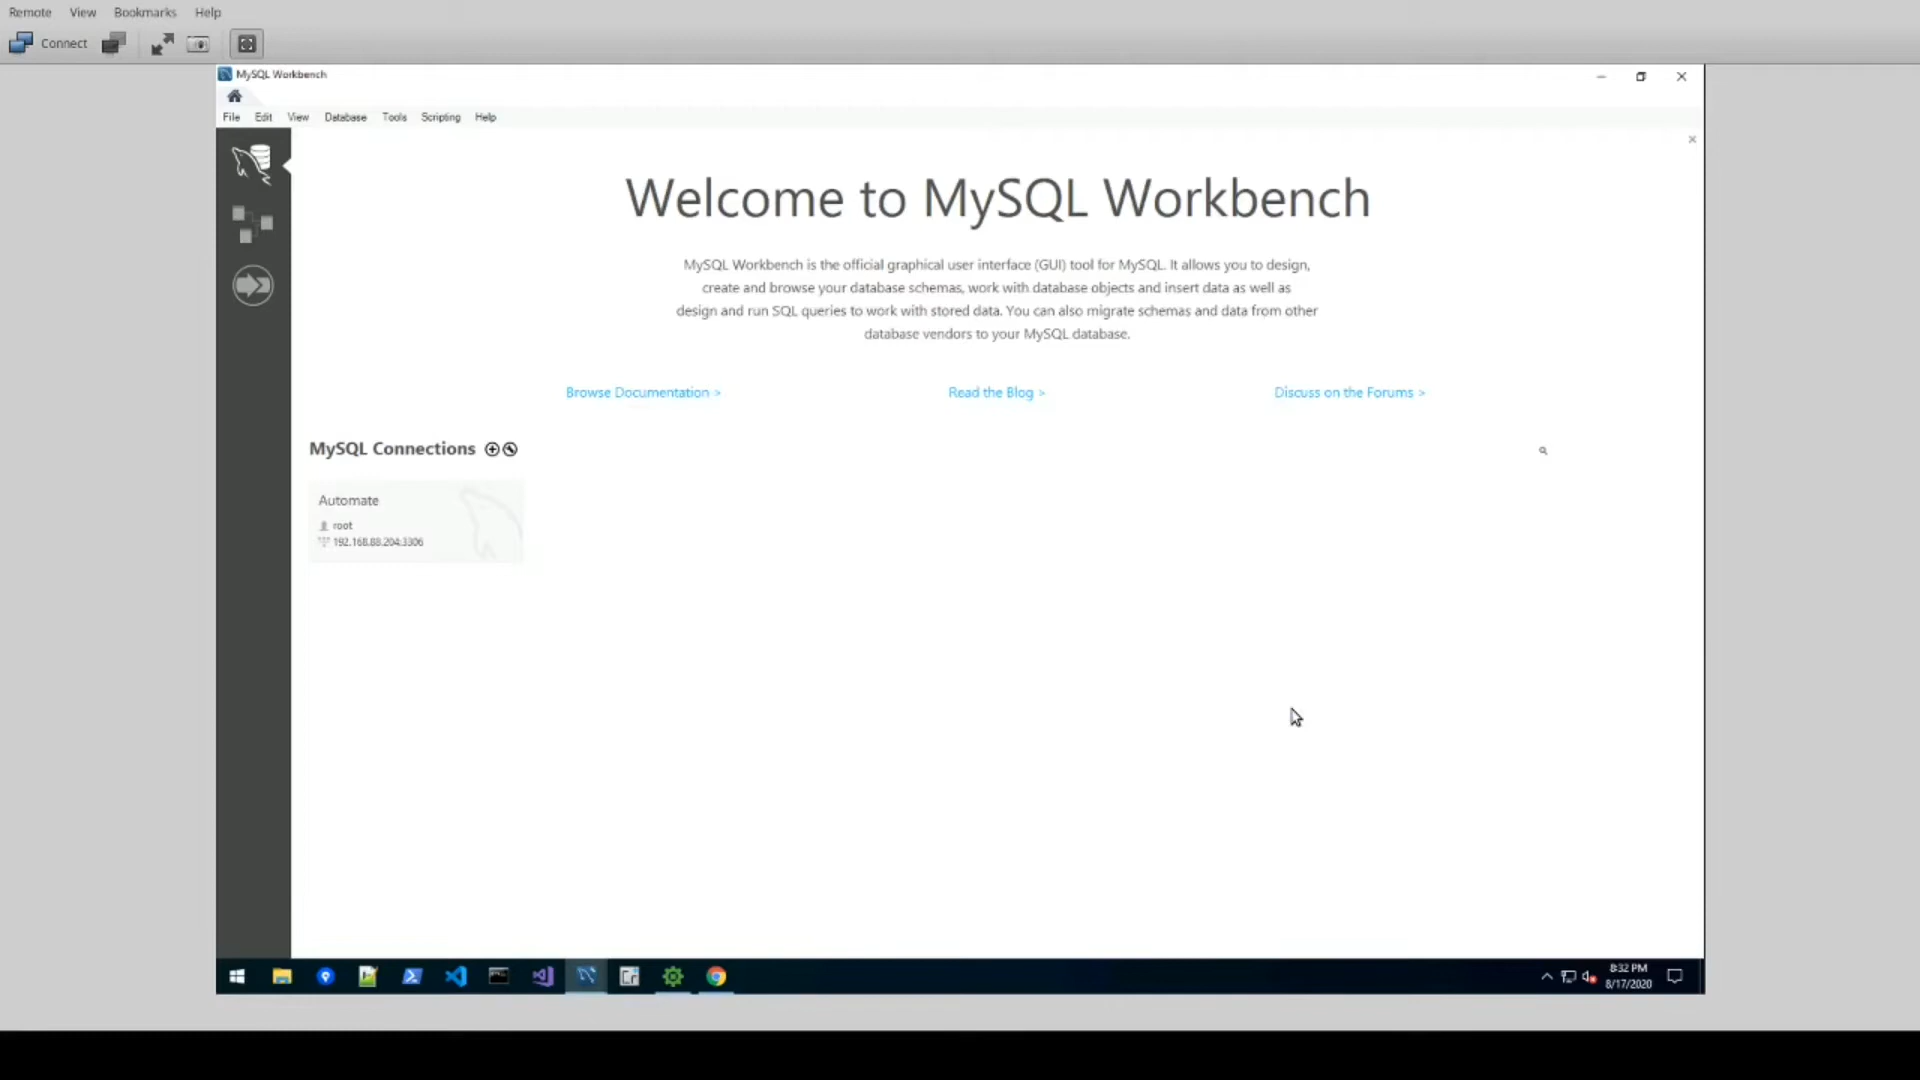 Remote View Bookmarks Help
Connect
MySQL Workbench
File Edit View Database Tools Scripting Help
Welcome to MySQL Workbench
MySQL Workbench is the official graphical user interface (GUI) tool for MySQL. It allows you to design,
create and browse your database schemas, work with database objects and insert data as well as
design and run SQL queries to work with stored data. You can also migrate schemas and data from other
database vendors to your MySQL database.
Browse Documentation >
Read the Blog >
Discuss on the Forums >
MySQL Connections
Automate
root
192.168.88.204:3306
8:32 PM
8/17/2020